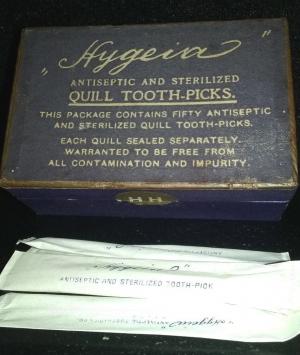 "Hygeia"
ANTISEPTIC AND STERILIZED
QUILL TOOTH-PICKS.
THIS PACKAGE CONTAINS FIFTY ANTISEPTIC
AND STERILIZED QUILL TOOTH-PICKS.
EACH QUILL SEALED SEPARATELY.
WARRANTED TO BE FREE FROM
ALL CONTAMINATION AND IMPURITY.
HH
ANTISEPTIC AND STERILIZED TOOTH-PICK
"Hygeia"